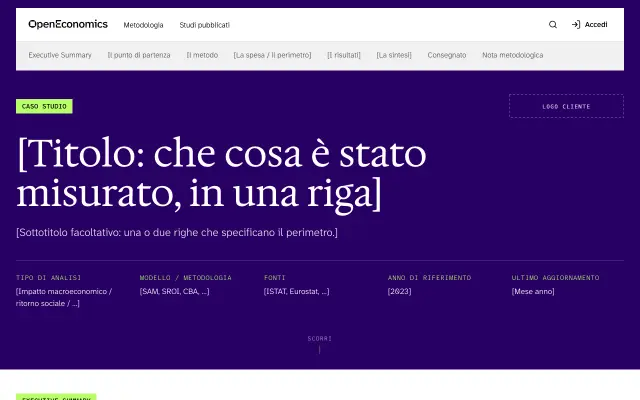 OpenEconomics Metodologia Studi pubblicati Accedi
Executive Summary Il punto di partenza Il metodo [La spesa / Il perimetro] [I risultati] [La sintesi] Consegnato Nota metodologica
CASO STUDIO
LOGO CLIENTE
[Titolo: che cosa è stato
misurato, in una riga]
[Sottotitolo facoltativo: una o due righe che specificano il perimetro.]
TIPO DI ANALISI
[Impatto macroeconomico /
ritorno sociale / …]
MODELLO / METODOLOGIA
[SAM, SROI, CBA, …]
FONTI
[ISTAT, Eurostat, …]
ANNO DI RIFERIMENTO
[2023]
ULTIMO AGGIORNAMENTO
[Mese anno]
SCORRI
EXECUTIVE SUMMARY